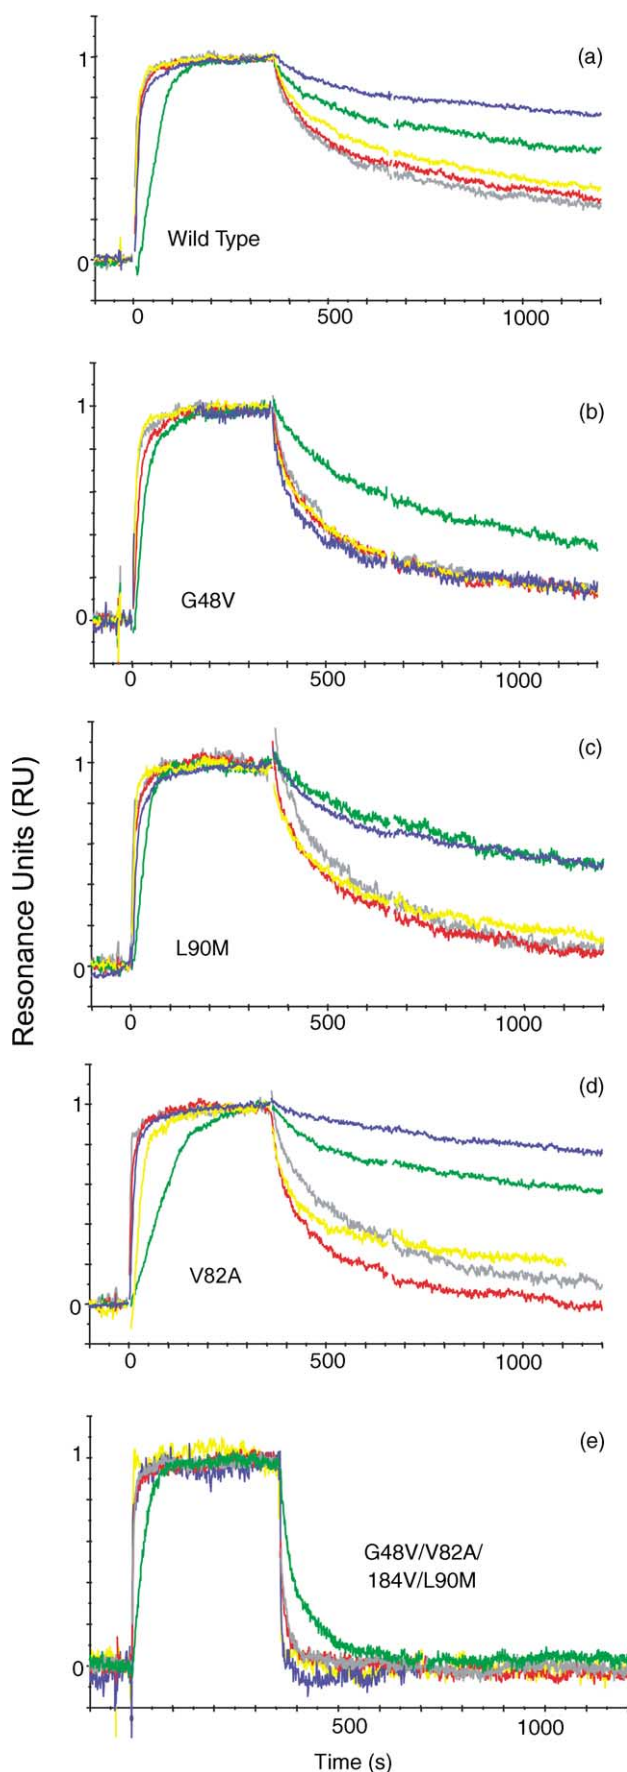 (a)
1
0
Wild Type
0 500 1000
(b)
1
0
G48V
0 500 1000
Resonance Units (RU)
(c)
1
0
L90M
0 500 1000
(d)
1
0
V82A
0 500 1000
(e)
1
0
G48V/V82A/
184V/L90M
500 1000
Time (s)